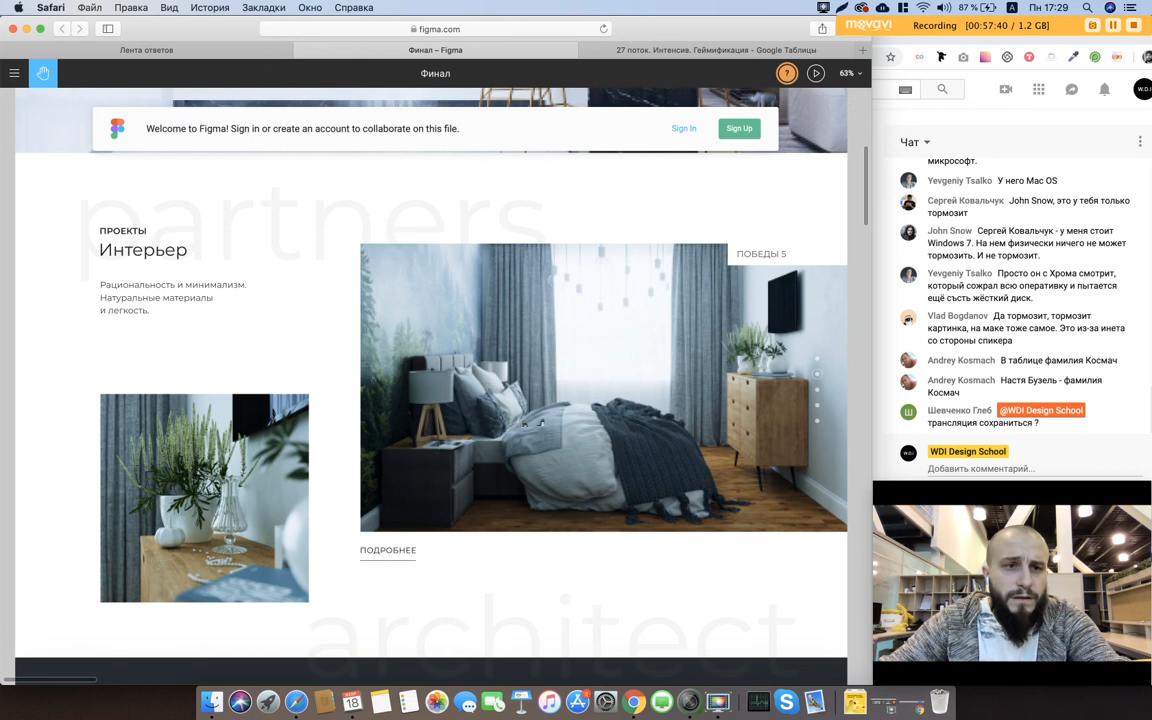 Safari Файл Правка Вид История Закладки Окно Справка
87 % A Пн 17:29
movavi Recording [00:57:40 / 1.2 GB]
figma.com
Лента ответов
Финал – Figma
27 поток. Интенсив. Геймификация - Google Таблицы
Финал
?
63%
Welcome to Figma! Sign in or create an account to collaborate on this file.
Sign In
Sign Up
partners
ПРОЕКТЫ
Интерьер
Рациональность и минимализм.
Натуральные материалы
и легкость.
ПОБЕДЫ 5
ПОДРОБНЕЕ
architect
Чат
микрософт.
Yevgeniy Tsalko У него Mac OS
Сергей Ковальчук John Snow, это у тебя только
тормозит
John Snow Сергей Ковальчук - у меня стоит
Windows 7. На нем физически ничего не может
тормозить. И не тормозит.
Yevgeniy Tsalko Просто он с Хрома смотрит,
который сожрал всю оперативку и пытается
ещё състь жёсткий диск.
Vlad Bogdanov Да тормозит, тормозит
картинка, на маке тоже самое. Это из-за инета
со стороны спикера
Andrey Kosmach В таблице фамилия Космач
Andrey Kosmach Настя Бузель - фамилия
Космач
Ш Шевченко Глеб @WDI Design School
трансляция сохраниться ?
WDI Design School
Добавить комментарий...
18